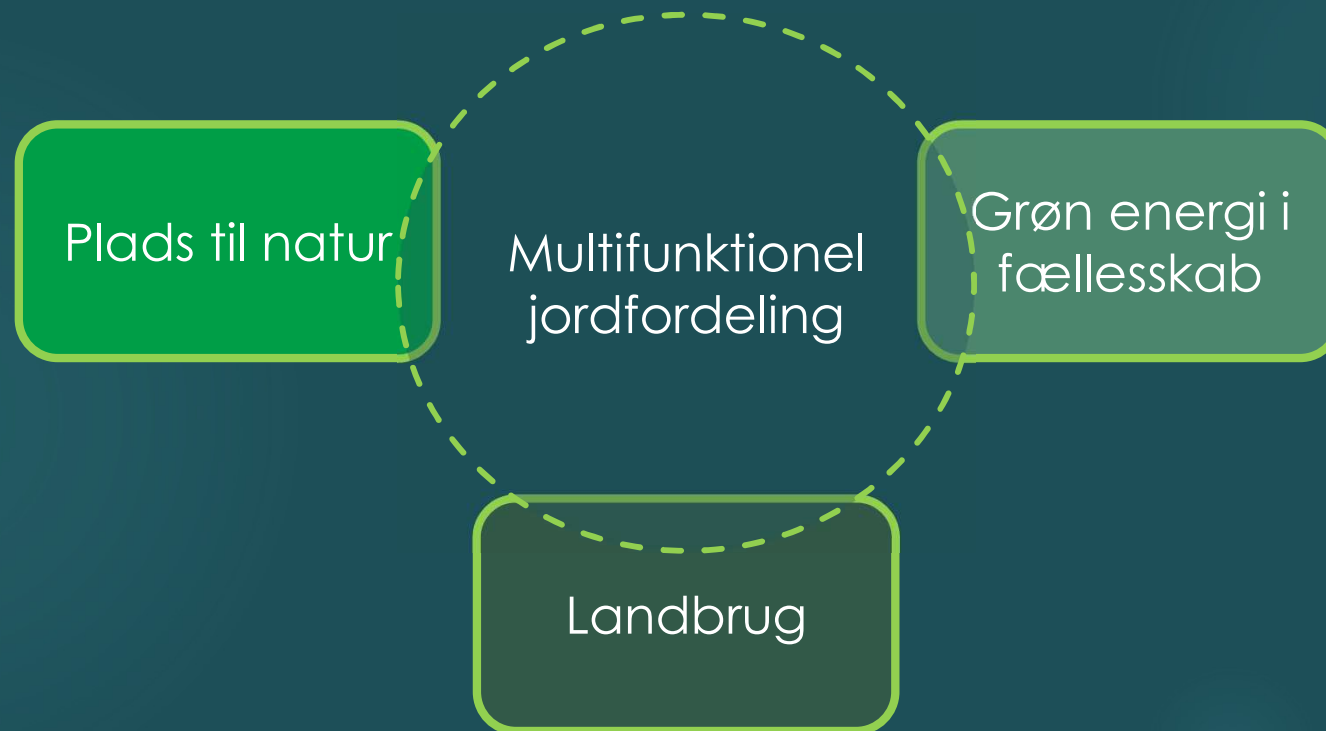 Plads til natur
Multifunktionel
jordfordeling
Grøn energi i
fællesskab
Landbrug